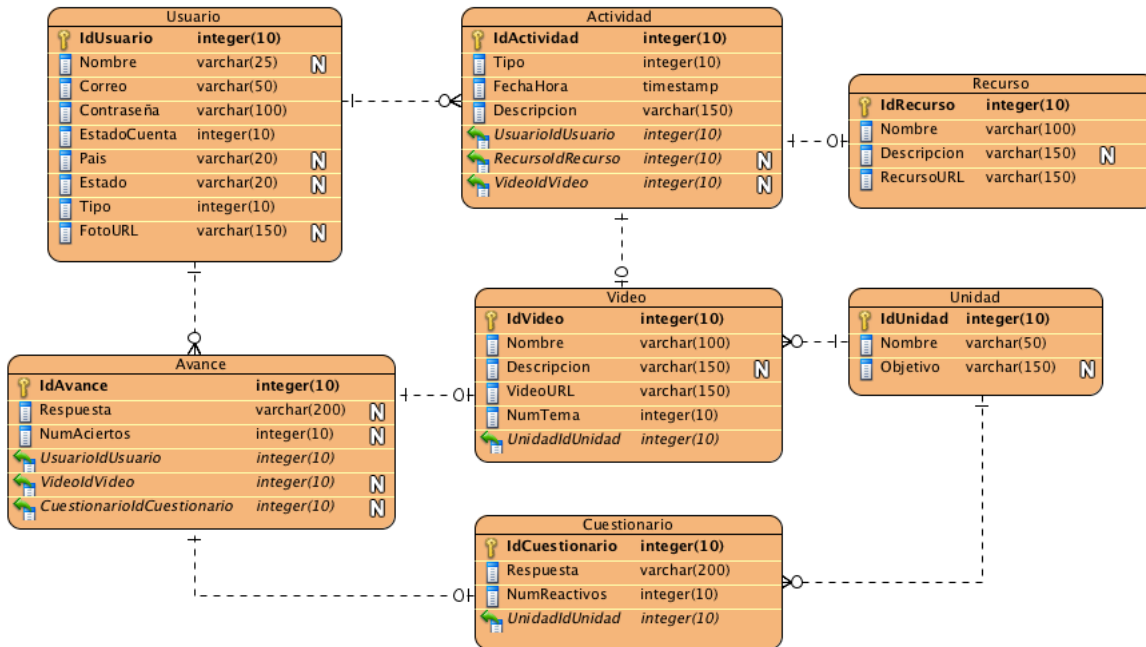 Usuario
IdUsuario integer(10)
Nombre varchar(25) N
Correo varchar(50)
Contraseña varchar(100)
EstadoCuenta integer(10)
Pais varchar(20) N
Estado varchar(20) N
Tipo integer(10)
FotoURL varchar(150) N
Actividad
IdActividad integer(10)
Tipo integer(10)
FechaHora timestamp
Descripcion varchar(150)
UsuarioIdUsuario integer(10)
RecursoIdRecurso integer(10) N
VideoIdVideo integer(10) N
Recurso
IdRecurso integer(10)
Nombre varchar(100)
Descripcion varchar(150) N
RecursoURL varchar(150)
Avance
IdAvance integer(10)
Respuesta varchar(200) N
NumAciertos integer(10) N
UsuarioIdUsuario integer(10)
VideoIdVideo integer(10) N
CuestionarioIdCuestionario integer(10) N
Video
IdVideo integer(10)
Nombre varchar(100)
Descripcion varchar(150) N
VideoURL varchar(150)
NumTema integer(10)
UnidadIdUnidad integer(10)
Unidad
IdUnidad integer(10)
Nombre varchar(50)
Objetivo varchar(150) N
Cuestionario
IdCuestionario integer(10)
Respuesta varchar(200)
NumReactivos integer(10)
UnidadIdUnidad integer(10)